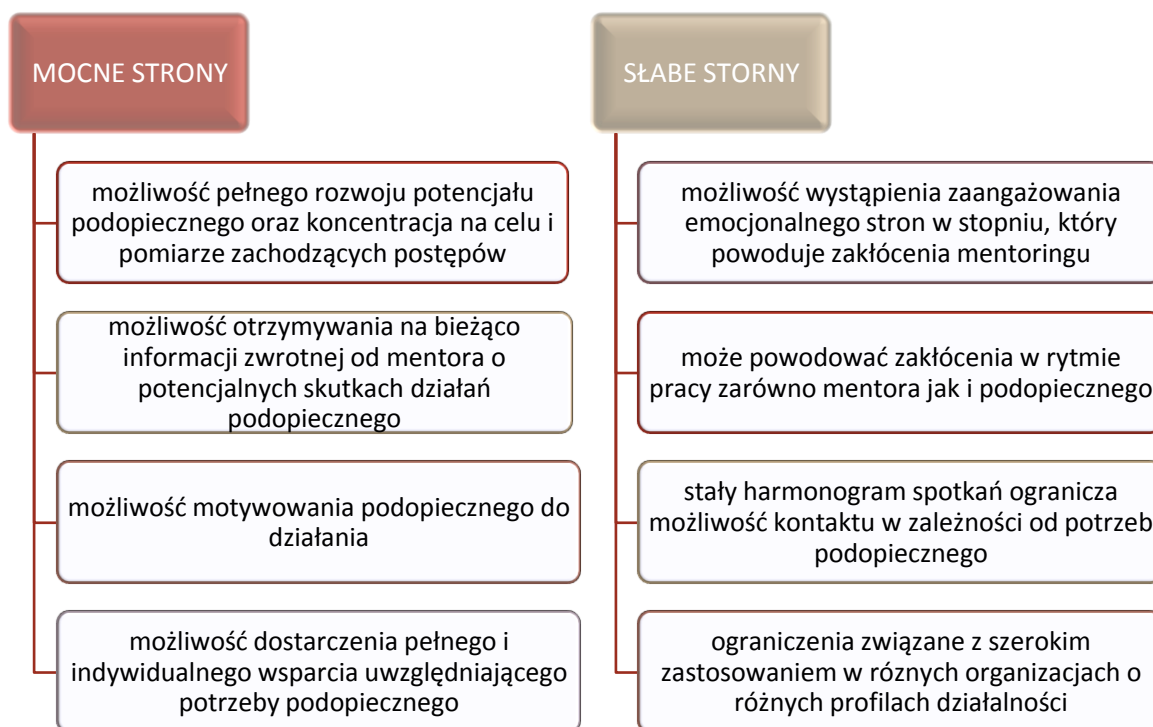 MOCNE STRONY
możliwość pełnego rozwoju potencjału
podopiecznego oraz koncentracja na celu i
pomiarze zachodzących postępów
możliwość otrzymywania na bieżąco
informacji zwrotnej od mentora o
potencjalnych skutkach działań
podopiecznego
możliwość motywowania podopiecznego do
działania
możliwość dostarczenia pełnego i
indywidualnego wsparcia uwzględniającego
potrzeby podopiecznego
SŁABE STORNY
możliwość wystąpienia zaangażowania
emocjonalnego stron w stopniu, który
powoduje zakłócenia mentoringu
może powodować zakłócenia w rytmie
pracy zarówno mentora jak i podopiecznego
stały harmonogram spotkań ogranicza
możliwość kontaktu w zależności od potrzeb
podopiecznego
ograniczenia związane z szerokim
zastosowaniem w róznych organizacjach o
różnych profilach działalności